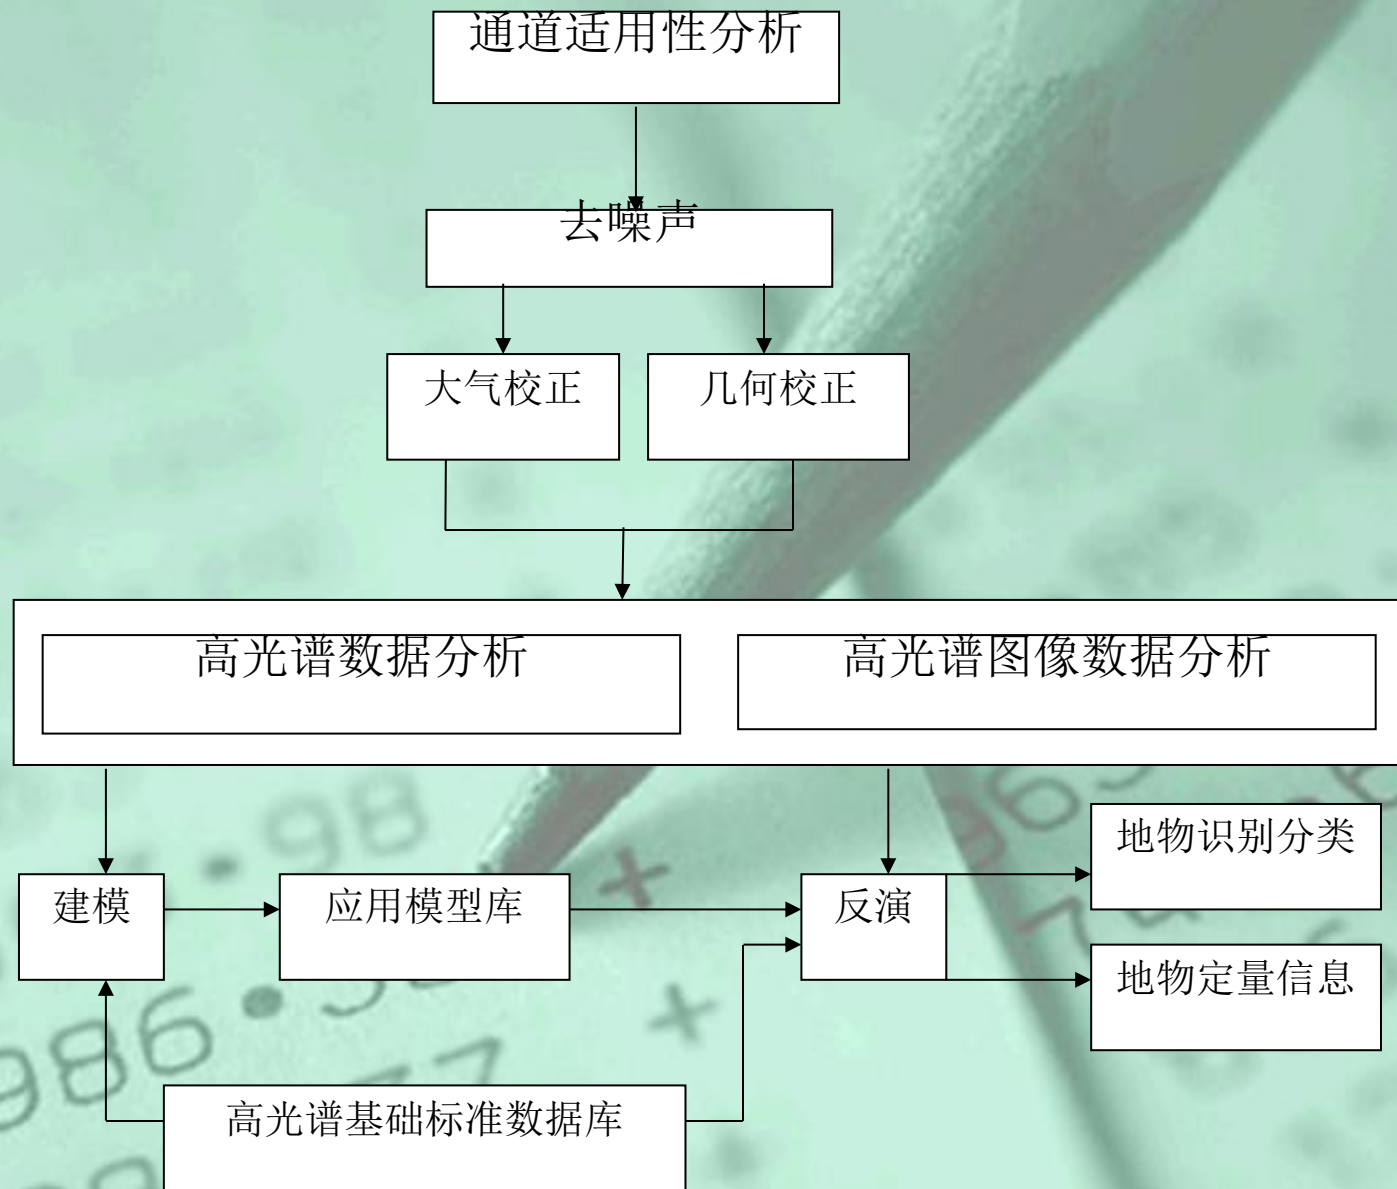 通道适用性分析
去噪声
大气校正
几何校正
高光谱数据分析
高光谱图像数据分析
地物识别分类
建模
应用模型库
反演
地物定量信息
高光谱基础标准数据库